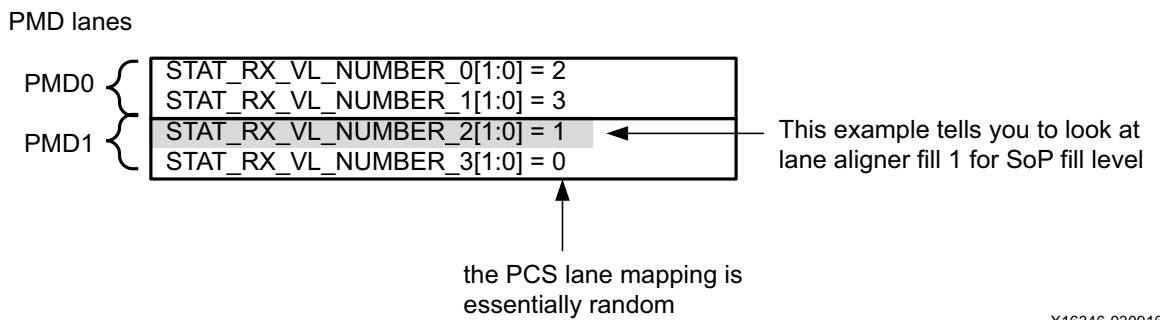 PMD lanes
PMD0
STAT_RX_VL_NUMBER_0[1:0] = 2
STAT_RX_VL_NUMBER_1[1:0] = 3
PMD1
STAT_RX_VL_NUMBER_2[1:0] = 1
STAT_RX_VL_NUMBER_3[1:0] = 0
This example tells you to look at
lane aligner fill 1 for SoP fill level
the PCS lane mapping is
essentially random